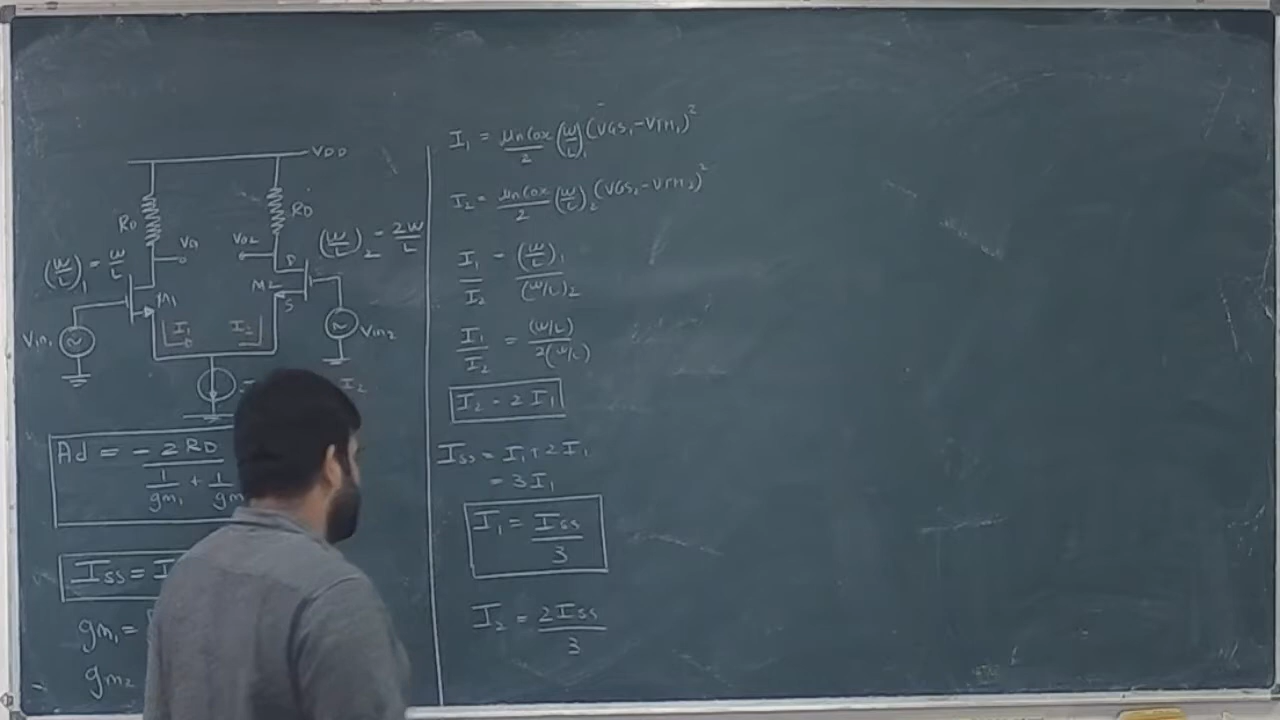 VDD
RD
RD
Vo1
Vo2
(W/L)₁ = W/L
(W/L)₂ = 2W/L
D
M1
M2
S
I₁
I₂
Vin₁
Vin₂
I₂
Ad = -2RD / (1/gm₁ + 1/gm
Iss = I
gm₁ =
gm₂
I₁ = μnCox/2 (W/L)₁ (VGS₁ - VTH₁)²
I₂ = μnCox/2 (W/L)₂ (VGS₂ - VTH₂)²
I₁/I₂ = (W/L)₁/(W/L)₂
I₁/I₂ = (W/L)/2(W/L)
I₂ = 2I₁
Iss = I₁ + 2I₁
= 3I₁
I₁ = Iss/3
I₂ = 2Iss/3